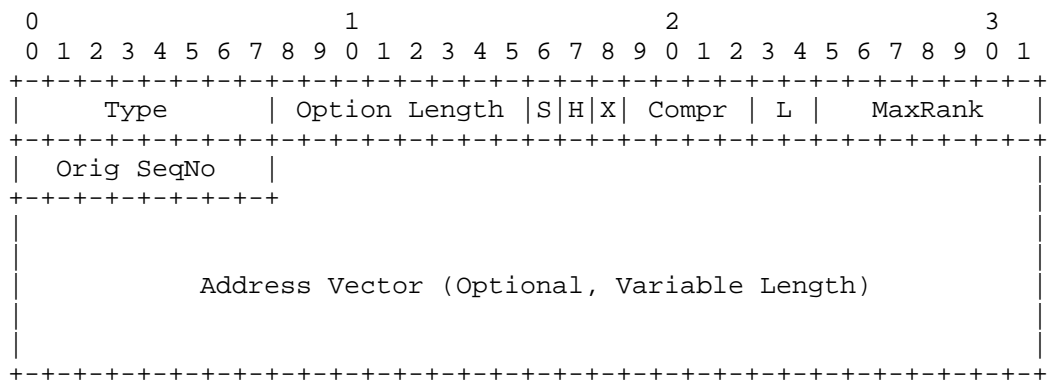 0                   1                   2                   3
 0 1 2 3 4 5 6 7 8 9 0 1 2 3 4 5 6 7 8 9 0 1 2 3 4 5 6 7 8 9 0 1
+-+-+-+-+-+-+-+-+-+-+-+-+-+-+-+-+-+-+-+-+-+-+-+-+-+-+-+-+-+-+-+-+
|      Type     | Option Length |S|H|X| Compr | L |   MaxRank   |
+-+-+-+-+-+-+-+-+-+-+-+-+-+-+-+-+-+-+-+-+-+-+-+-+-+-+-+-+-+-+-+-+
|  Orig SeqNo   |                                               |
+-+-+-+-+-+-+-+-+                                               |
|                                                               |
|                                                               |
|           Address Vector (Optional, Variable Length)          |
|                                                               |
|                                                               |
+-+-+-+-+-+-+-+-+-+-+-+-+-+-+-+-+-+-+-+-+-+-+-+-+-+-+-+-+-+-+-+-+